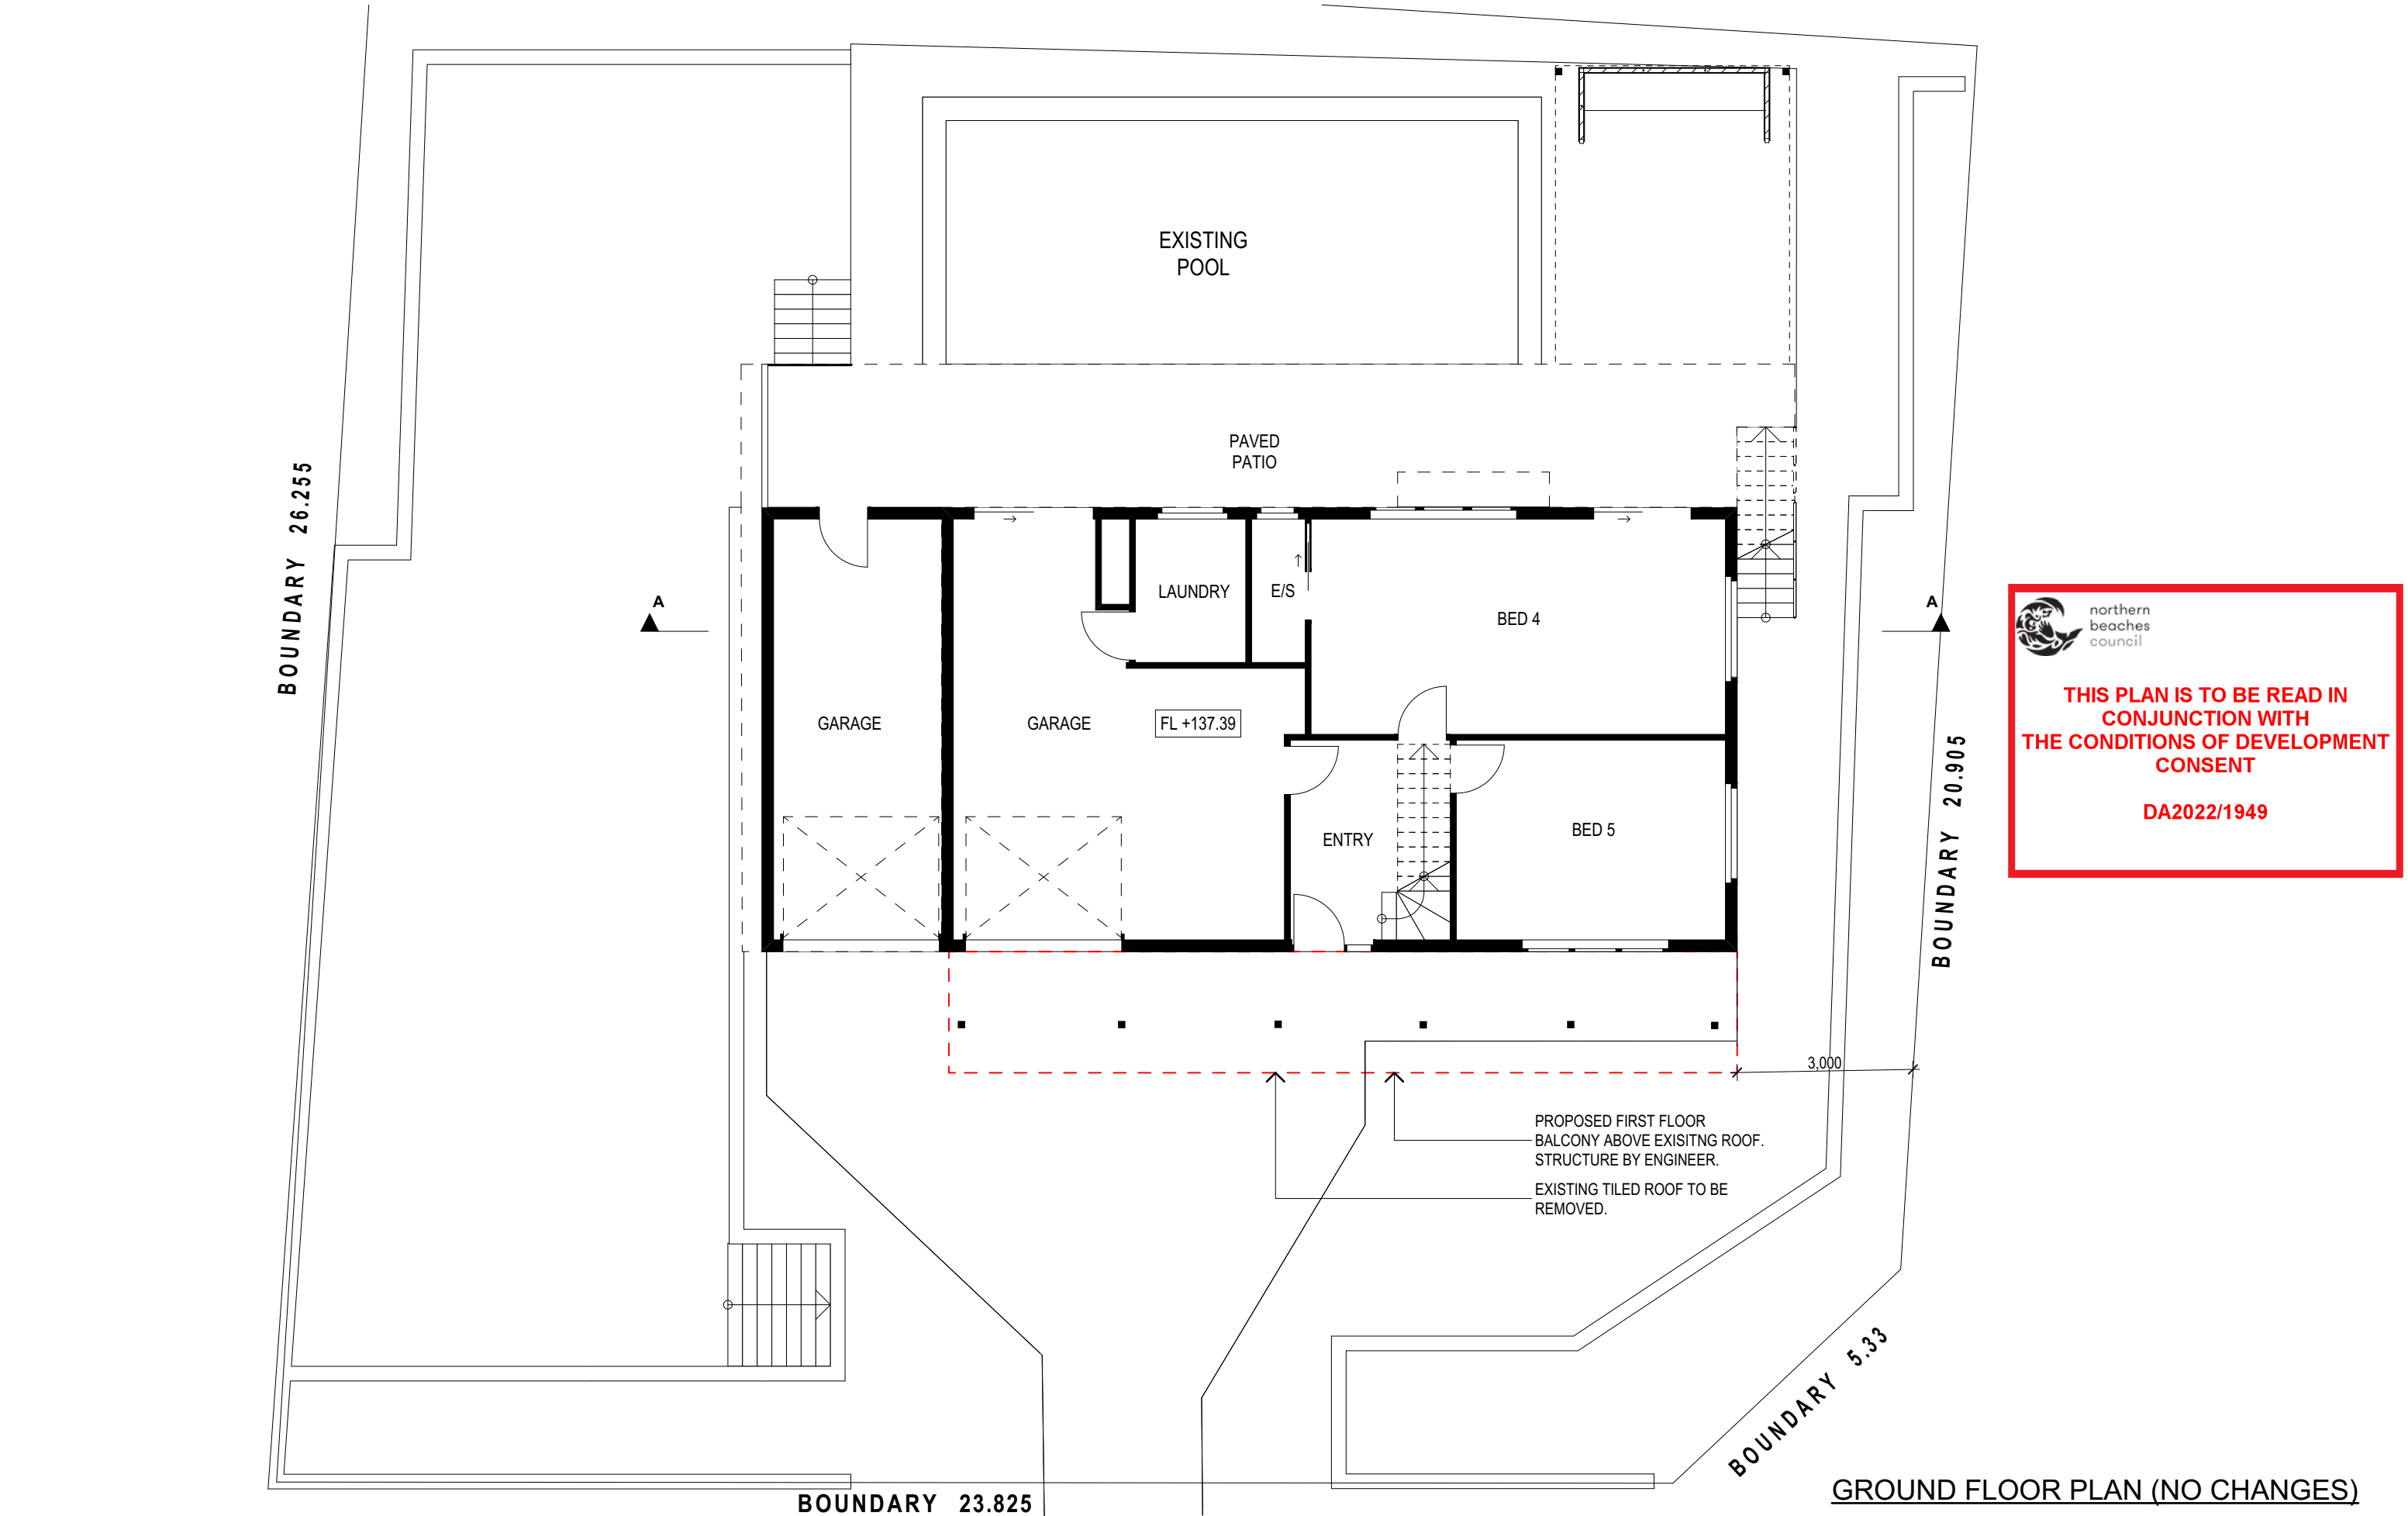 EXISTING
POOL
PAVED
PATIO
BOUNDARY 26.255
A
A
LAUNDRY
E/S
BED 4
GARAGE
GARAGE
FL +137.39
ENTRY
BED 5
BOUNDARY 20.905
northern
beaches
council
THIS PLAN IS TO BE READ IN
CONJUNCTION WITH
THE CONDITIONS OF DEVELOPMENT
CONSENT
DA2022/1949
3,000
PROPOSED FIRST FLOOR
BALCONY ABOVE EXISITNG ROOF.
STRUCTURE BY ENGINEER.
EXISTING TILED ROOF TO BE
REMOVED.
BOUNDARY 5.33
BOUNDARY 23.825
GROUND FLOOR PLAN (NO CHANGES)